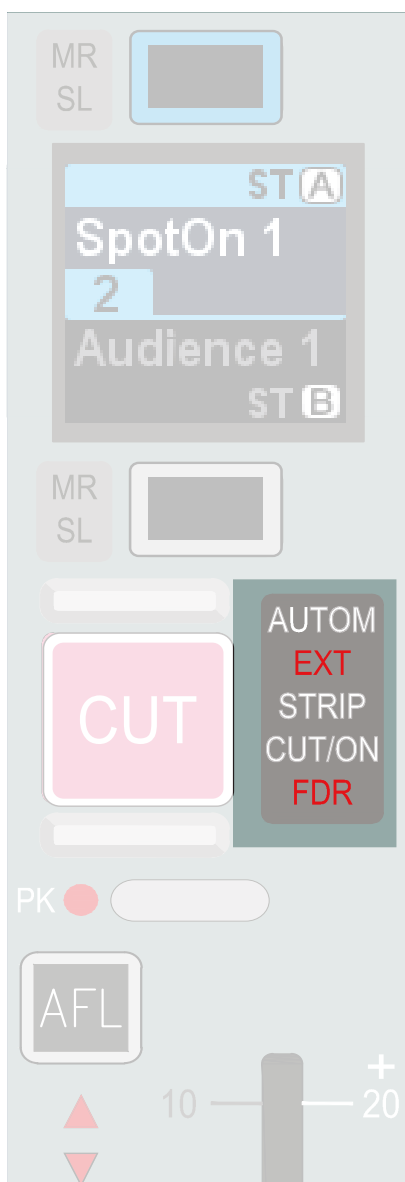 MR
SL
ST A
SpotOn 1
2
Audience 1
ST B
MR
SL
CUT
AUTOM
EXT
STRIP
CUT/ON
FDR
PK
AFL
+
10
20